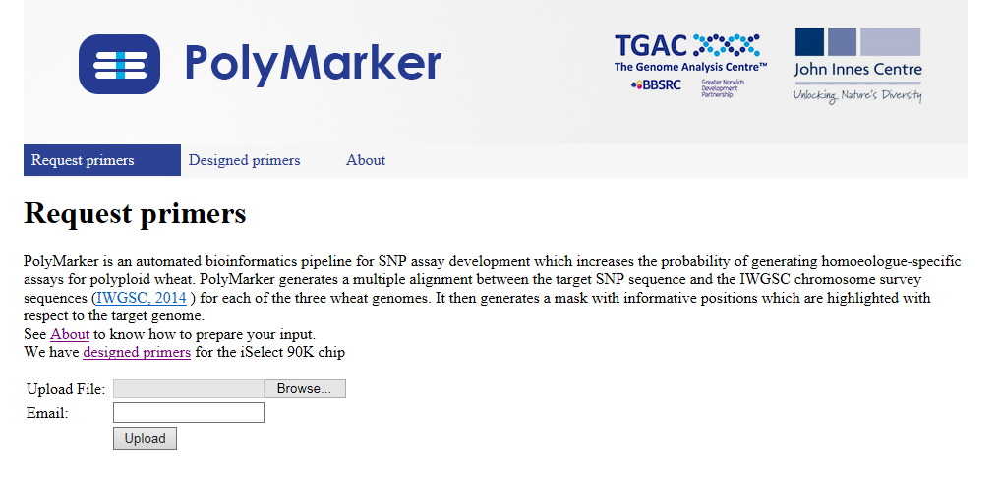 PolyMarker
TGAC
The Genome Analysis Centre™
BBSRC
Greater Norwich
Development
Partnership
John Innes Centre
Unlocking Nature's Diversity
Request primers
Designed primers
About
Request primers
PolyMarker is an automated bioinformatics pipeline for SNP assay development which increases the probability of generating homoeologue-specific
assays for polyploid wheat. PolyMarker generates a multiple alignment between the target SNP sequence and the IWGSC chromosome survey
sequences (IWGSC, 2014 ) for each of the three wheat genomes. It then generates a mask with informative positions which are highlighted with
respect to the target genome.
See About to know how to prepare your input.
We have designed primers for the iSelect 90K chip
Upload File: Browse...
Email:
Upload